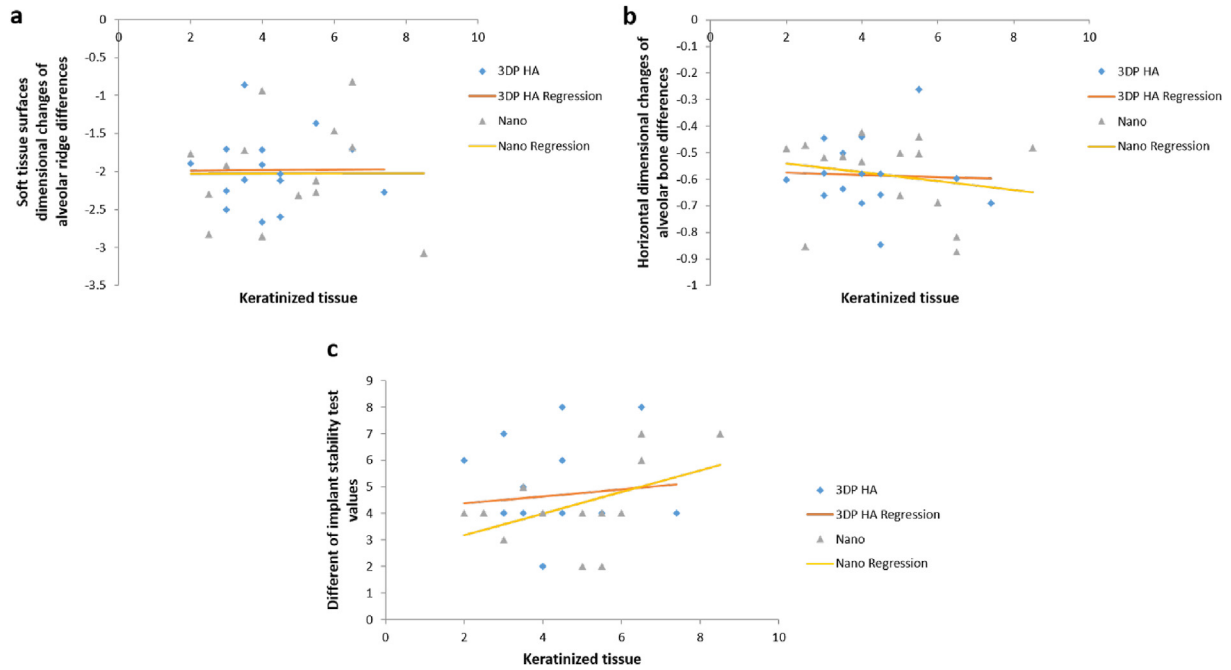 a
0
0
2
4
6
8
10
-0.5
-1
-1.5
-2
-2.5
-3
-3.5
Soft tissue surfaces
dimensional changes of
alveolar ridge differences
Keratinized tissue
3DP HA
3DP HA Regression
Nano
Nano Regression
b
0
0
2
4
6
8
10
-0.1
-0.2
-0.3
-0.4
-0.5
-0.6
-0.7
-0.8
-0.9
-1
Horizontal dimensional changes of
alveolar bone differences
Keratinized tissue
3DP HA
3DP HA Regression
Nano
Nano Regression
c
9
8
7
6
5
4
3
2
1
0
0
2
4
6
8
10
Different of implant stability test
values
Keratinized tissue
3DP HA
3DP HA Regression
Nano
Nano Regression